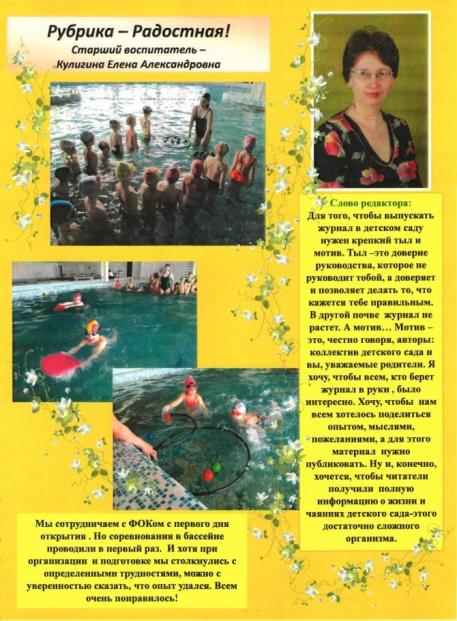 Рубрика – Радостная!
Старший воспитатель –
Кулигина Елена Александровна
Слово редактора:
Для того, чтобы выпускать
журнал в детском саду
нужен крепкий тыл и
мотив. Тыл –это доверие
руководства, которое не
руководит тобой, а доверяет
и позволяет делать то, что
кажется тебе правильным.
В другой почве журнал не
растет. А мотив… Мотив –
это, честно говоря, авторы:
коллектив детского сада и
вы, уважаемые родители. Я
хочу, чтобы всем, кто берет
журнал в руки , было
интересно. Хочу, чтобы нам
всем хотелось поделиться
опытом, мыслями,
пожеланиями, а для этого
материал нужно
публиковать. Ну и, конечно,
хочется, чтобы читатели
получили полную
информацию о жизни и
чаяниях детского сада-этого
достаточно сложного
организма.
Мы сотрудничаем с ФОКом с первого дня
открытия . Но соревнования в бассейне
проводили в первый раз. И хотя при
организации и подготовке мы столкнулись с
определенными трудностями, можно с
уверенностью сказать, что опыт удался. Всем
очень понравилось!